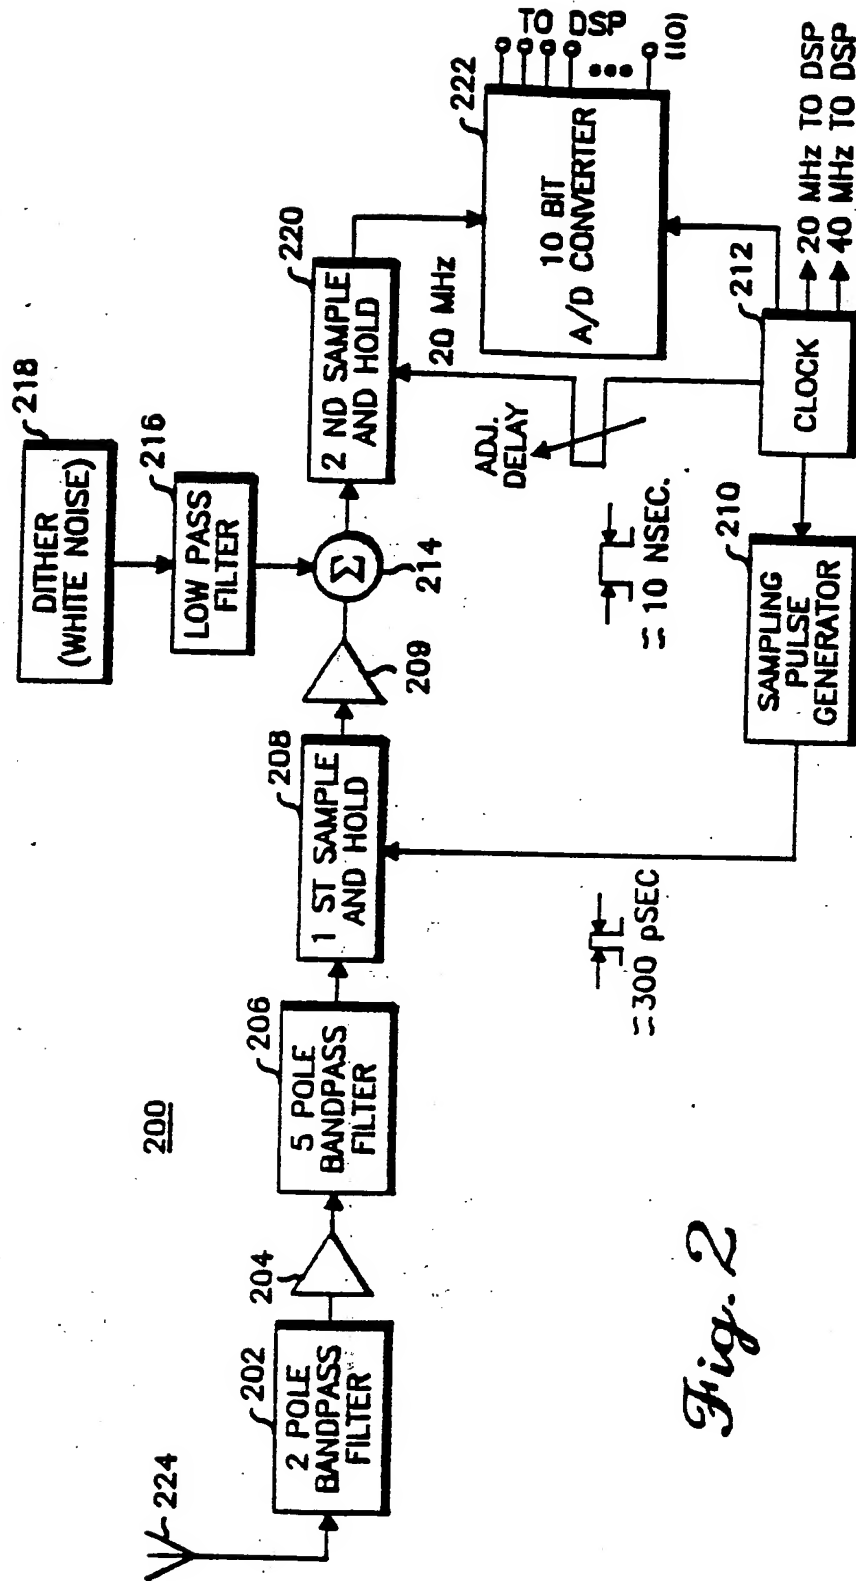 200
224
202
2 POLE
BANDPASS
FILTER
204
206
5 POLE
BANDPASS
FILTER
208
1 ST SAMPLE
AND HOLD
209
DITHER
(WHITE NOISE)
218
LOW PASS
FILTER
216
Σ
214
2 ND SAMPLE
AND HOLD
220
20 MHz
222
10 BIT
A/D CONVERTER
TO DSP
(10)
ADJ.
DELAY
≈10 NSEC.
≈300 pSEC
210
SAMPLING
PULSE
GENERATOR
212
CLOCK
20 MHz TO DSP
40 MHz TO DSP
Fig. 2